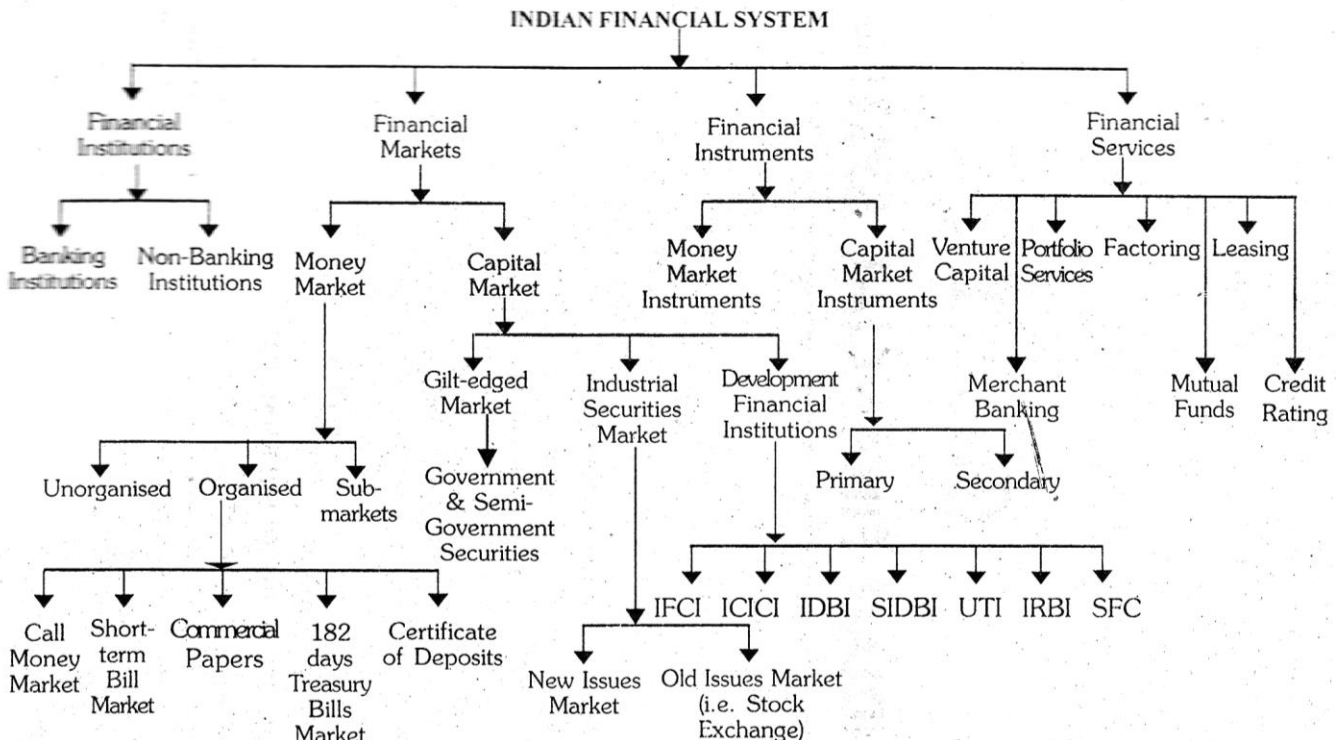 INDIAN FINANCIAL SYSTEM
Financial
Institutions
Financial
Markets
Financial
Instruments
Financial
Services
Banking
Institutions
Non-Banking
Institutions
Money
Market
Capital
Market
Money
Market
Instruments
Capital
Market
Instruments
Venture
Capital
Portfolio
Services
Factoring
Leasing
Gilt-edged
Market
Industrial
Securities
Market
Development
Financial
Institutions
Merchant
Banking
Mutual
Funds
Credit
Rating
Unorganised
Organised
Sub-
markets
Government
& Semi-
Government
Securities
Primary
Secondary
IFCI
ICICI
IDBI
SIDBI
UTI
IRBI
SFC
Call
Money
Market
Short-
term
Bill
Market
Commercial
Papers
182
days
Treasury
Bills
Market
Certificate
of Deposits
New Issues
Market
Old Issues Market
(i.e. Stock
Exchange)